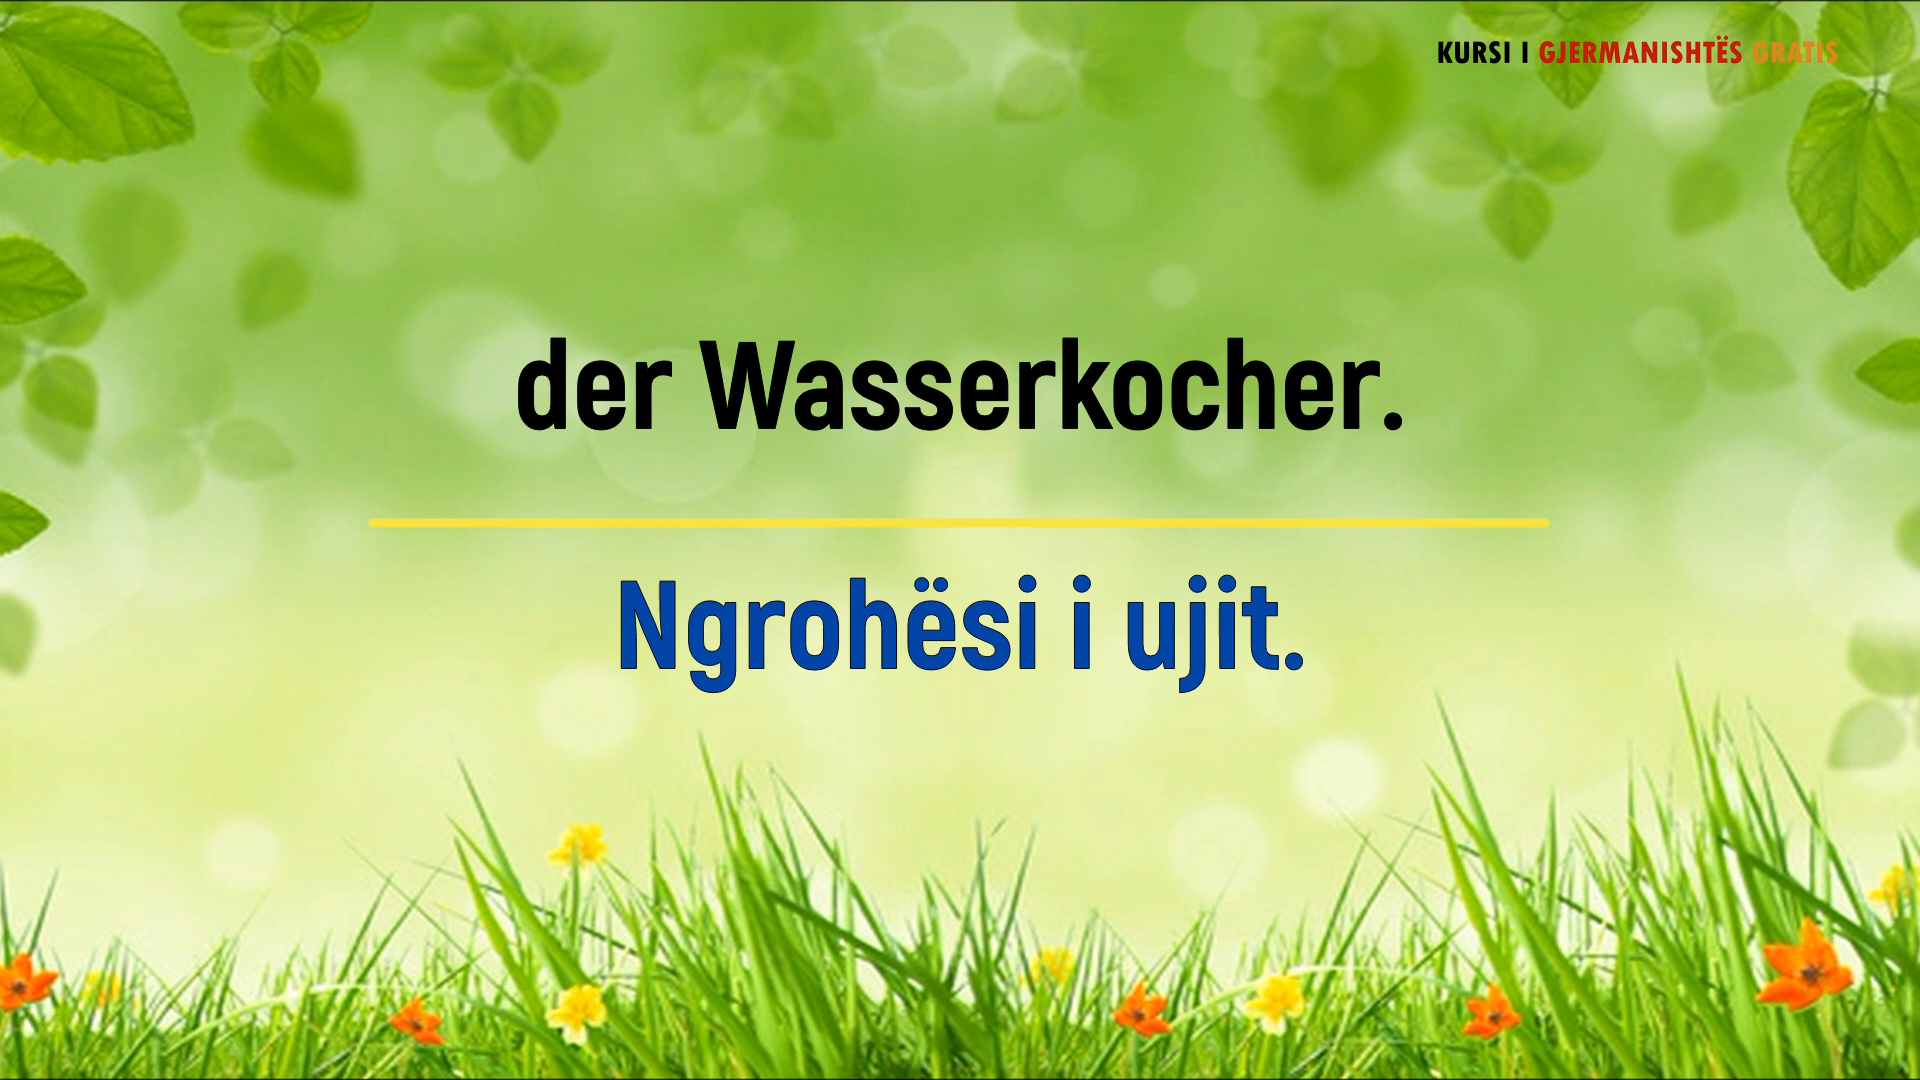 KURSI I GJERMANISHTËS GRATIS
der Wasserkocher.
Ngrohësi i ujit.